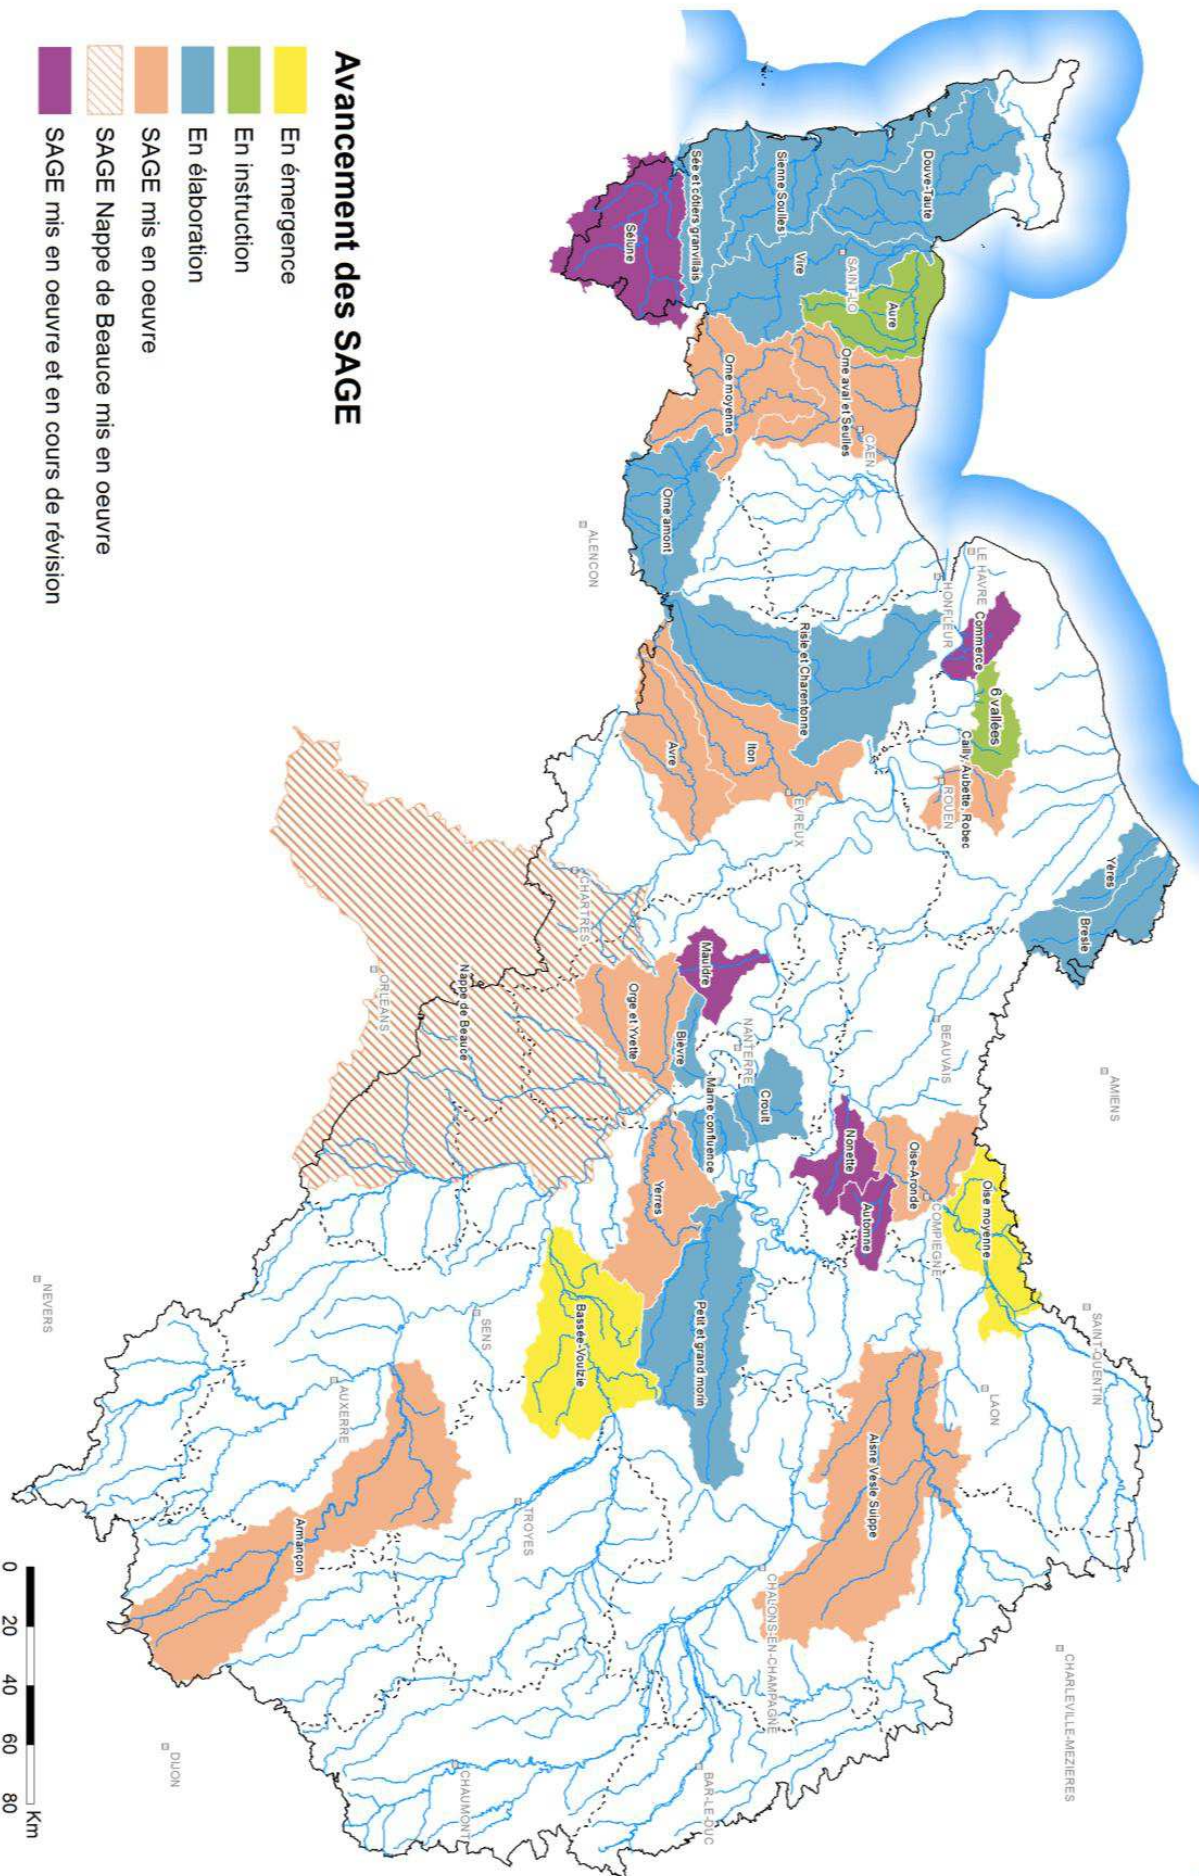 Avancement des SAGE
En émergence
En instruction
En élaboration
SAGE mis en oeuvre
SAGE Nappe de Beauce mis en oeuvre
SAGE mis en oeuvre et en cours de révision
Douve-Taute
Sienne Soulles
Sée et côtiers granvillais
Sélune
Vire
SAINT-LO
Aure
Orne aval et Seulles
CAEN
Orne moyenne
Orne amont
ALENCON
LE HAVRE
HONFLEUR
Commerce
6 vallées
Cailly, Aubette, Robec
ROUEN
Risle et Charentonne
Iton
Avre
EVREUX
Yères
Bresle
CHARTRES
ORLEANS
Nappe de Beauce
Mauldre
Orge et Yvette
Bièvre
NANTERRE
Croult
Marne confluence
Yerres
BEAUVAIS
AMIENS
Nonette
Automne
Oise-Aronde
COMPIEGNE
Oise moyenne
SAINT-QUENTIN
LAON
Petit et grand morin
Bassée-Voulzie
SENS
NEVERS
AUXERRE
Armançon
TROYES
Aisne Vesle Suippe
CHALONS-EN-CHAMPAGNE
CHARLEVILLE-MEZIERES
BAR-LE-DUC
CHAUMONT
DIJON
0 20 40 60 80 Km